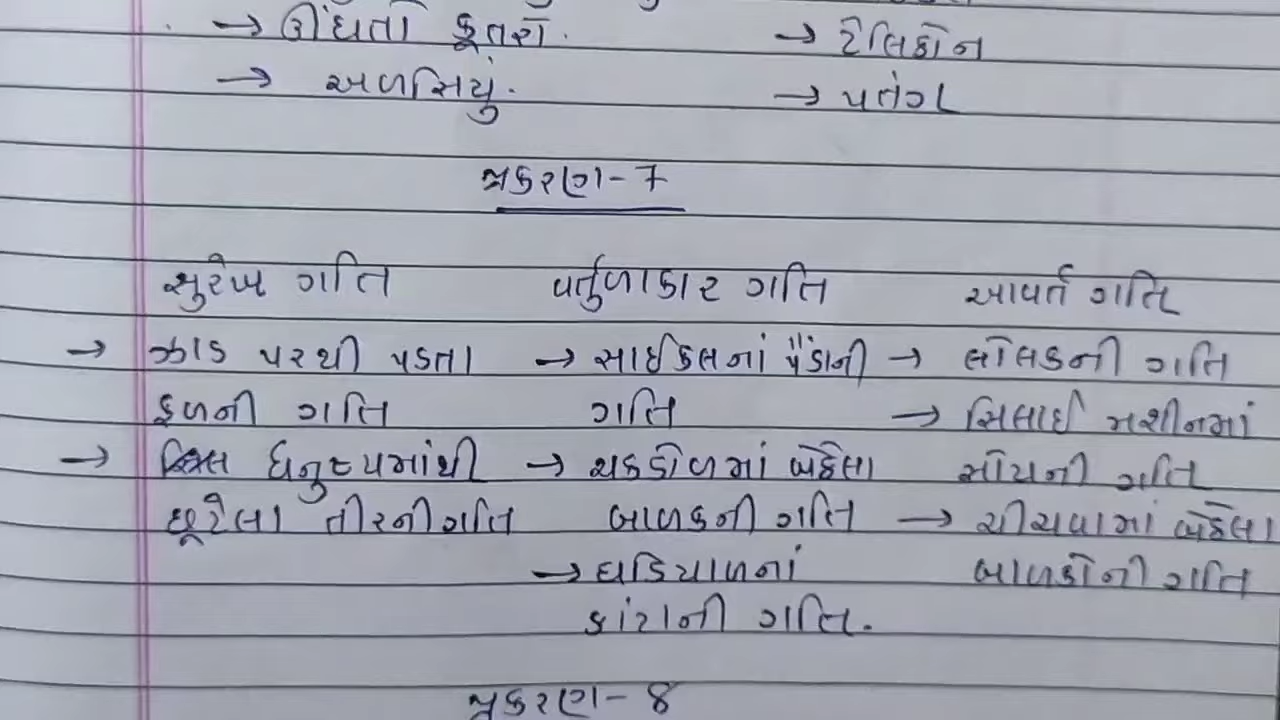 → ઊંઘતો કૂતરો. → ટેલિફોન
→ અળસિયું. → પતંગ
પ્રકરણ-7
સુરેખ ગતિ વર્તુળાકાર ગતિ આવર્ત ગતિ
→ ઝાડ પરથી પડતા → સાઈકલનાં પૈંડાની → લોલકની ગતિ
ફળની ગતિ ગતિ → સિલાઈ મશીનમાં
→ ધનુષ્યમાંથી → ચકડોળમાં બેઠેલા સોયની ગતિ
છૂટેલા તીરની ગતિ બાળકની ગતિ → ચીચવામાં બેઠેલા
→ ઘડિયાળનાં બાળકોની ગતિ
કાંટાની ગતિ.
પ્રકરણ-8